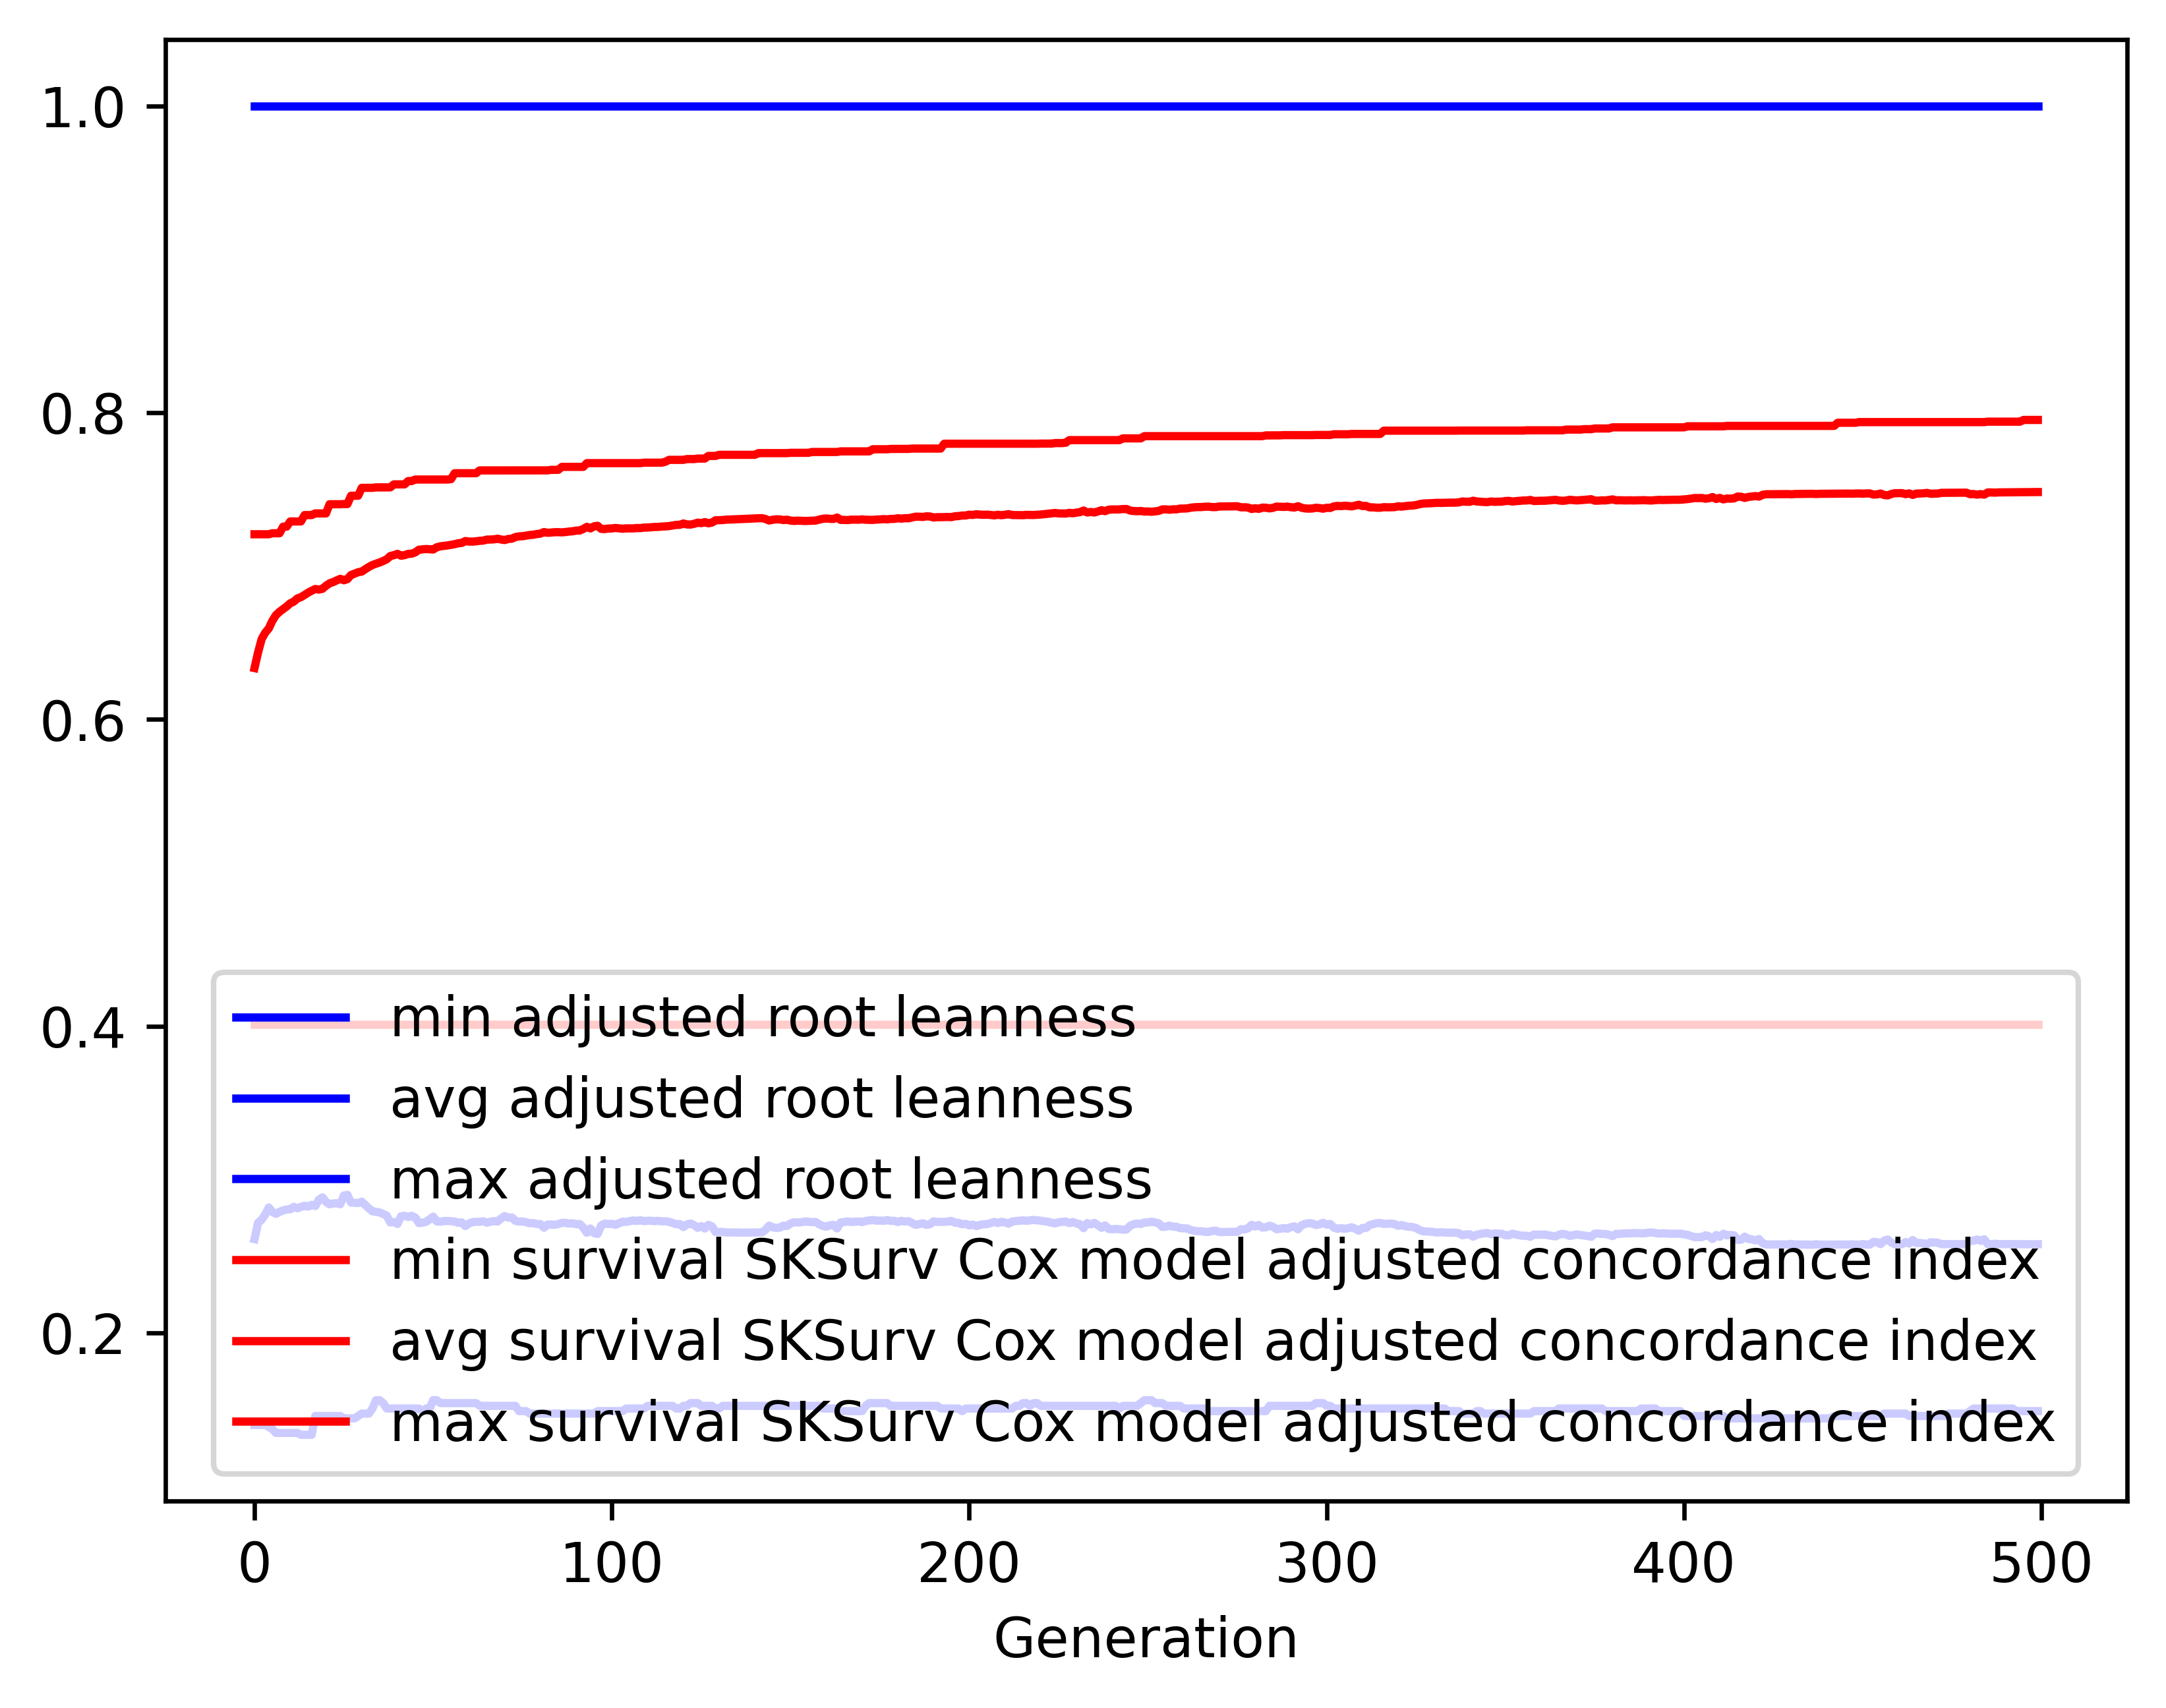 1.0
0.8
0.6
0.4
0.2
min adjusted root leanness
avg adjusted root leanness
max adjusted root leanness
min survival SKSurv Cox model adjusted concordance index
avg survival SKSurv Cox model adjusted concordance index
max survival SKSurv Cox model adjusted concordance index
0 100 200 300 400 500
Generation